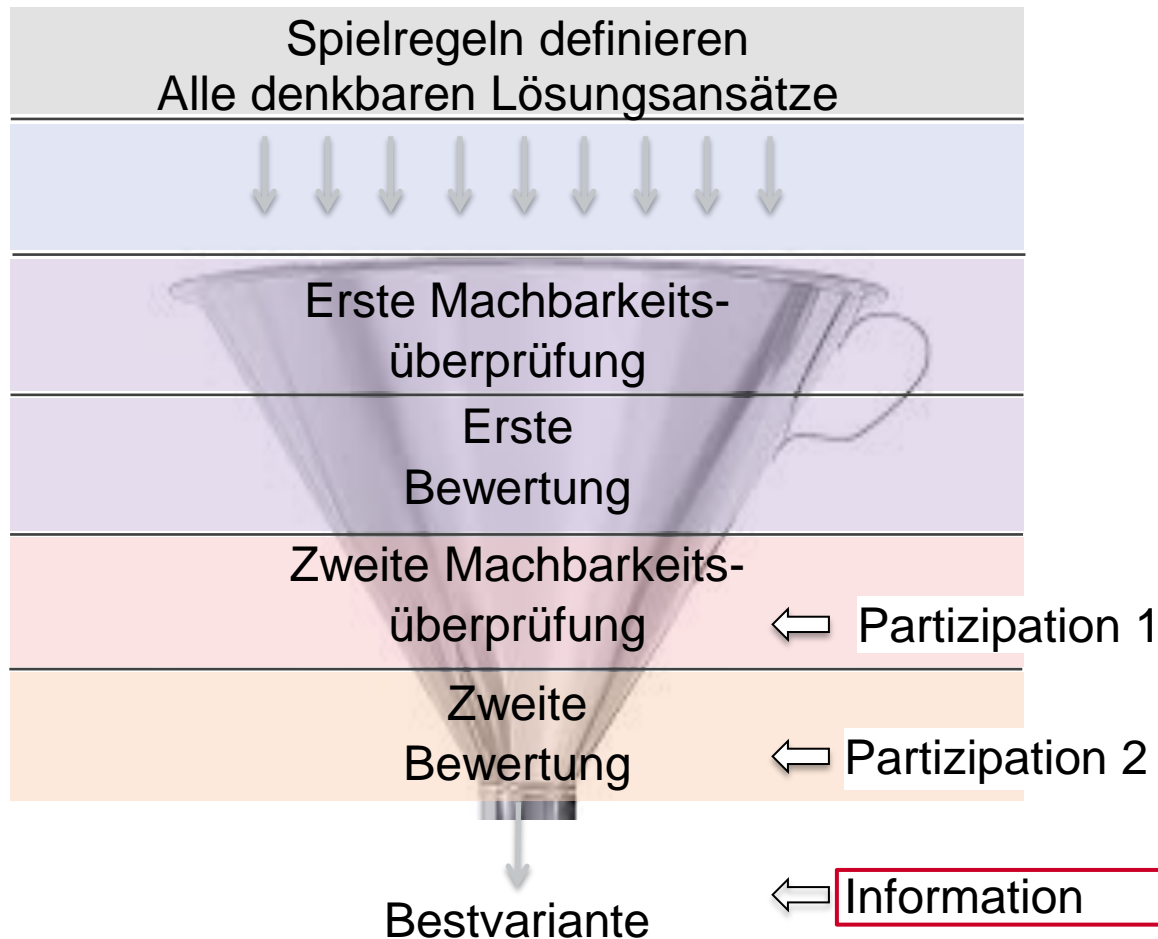 Spielregeln definieren
Alle denkbaren Lösungsansätze
Erste Machbarkeits-
überprüfung
Erste
Bewertung
Zweite Machbarkeits-
überprüfung
Partizipation 1
Zweite
Bewertung
Partizipation 2
Information
Bestvariante